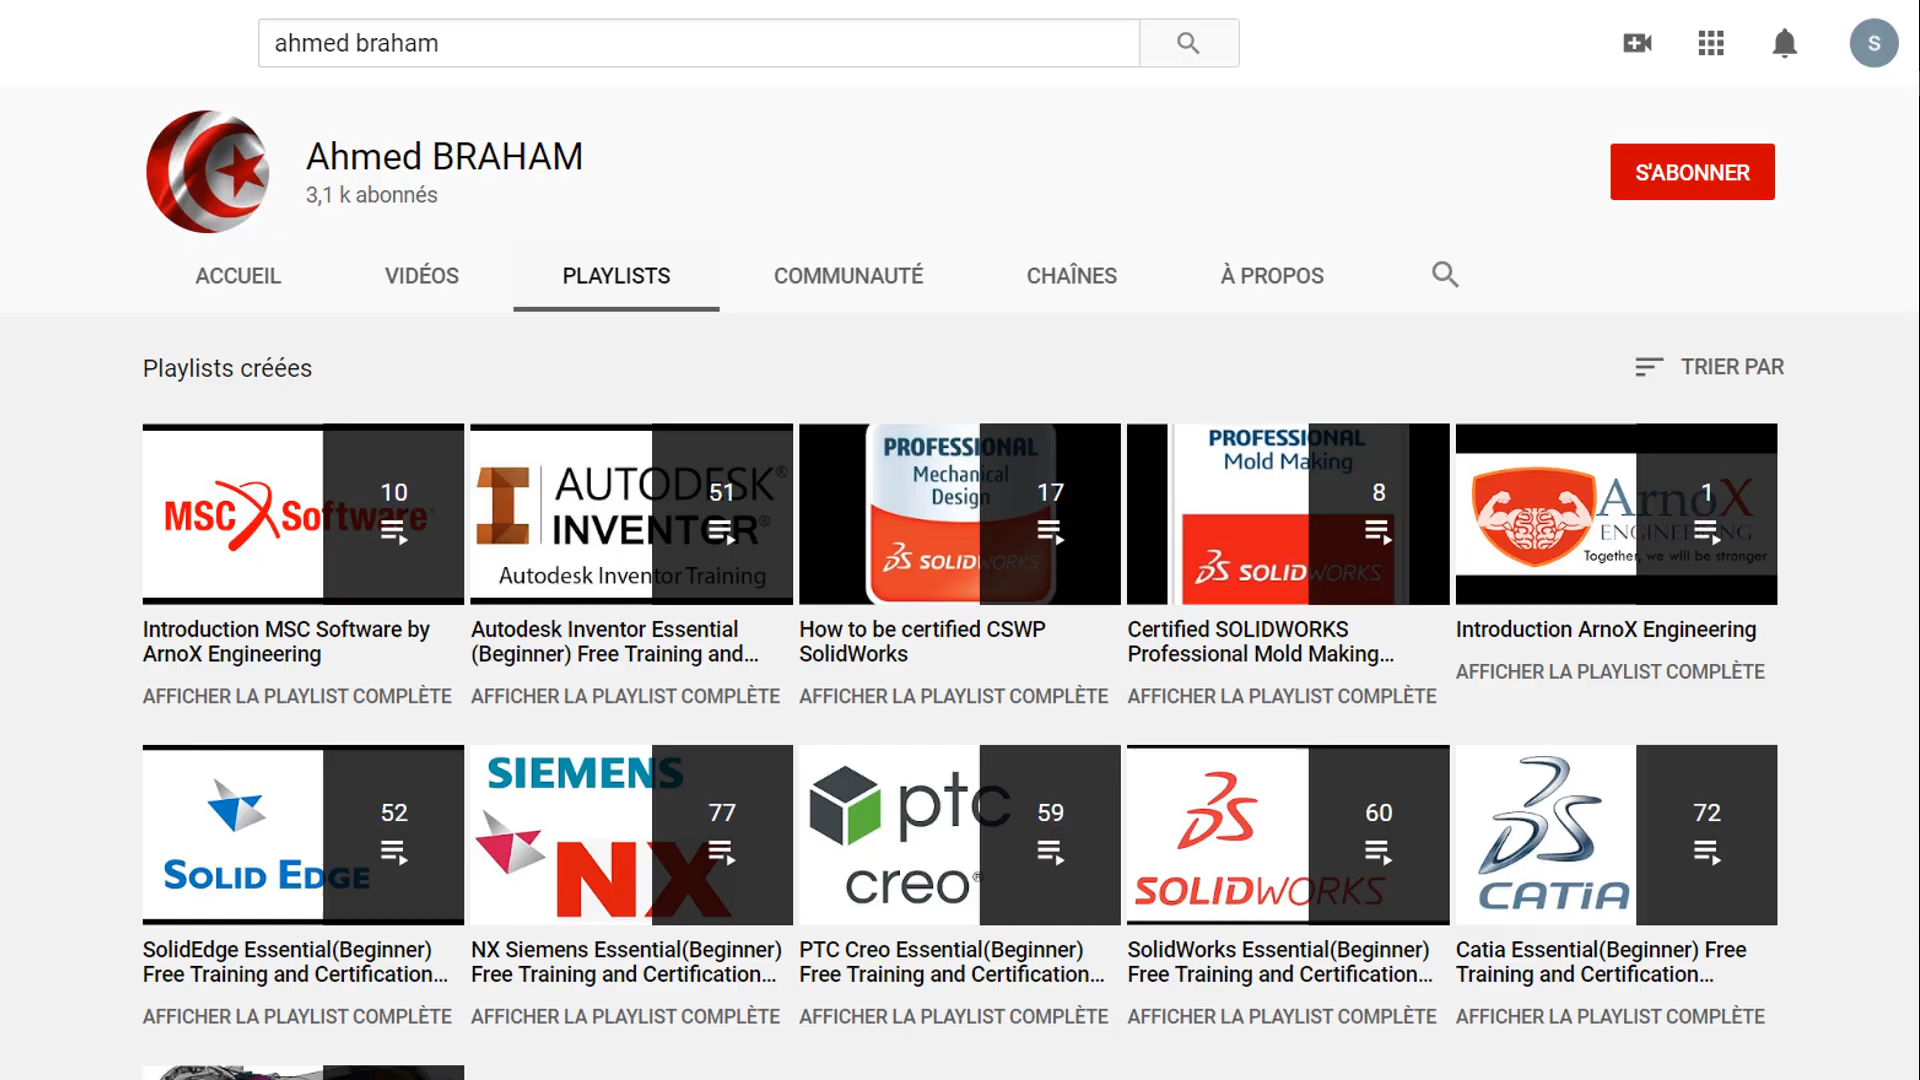 ahmed braham
S
Ahmed BRAHAM
3,1 k abonnés
S'ABONNER
ACCUEIL
VIDÉOS
PLAYLISTS
COMMUNAUTÉ
CHAÎNES
À PROPOS
Playlists créées
TRIER PAR
MSC Software
10
AUTODESK®
INVENTOR®
Autodesk Inventor Training
51
PROFESSIONAL
Mechanical
Design
SOLIDWORKS
17
PROFESSIONAL
Mold Making
SOLIDWORKS
8
ArnoX
ENGINEERING
Together, we will be stronger
1
Introduction MSC Software by
ArnoX Engineering
AFFICHER LA PLAYLIST COMPLÈTE
Autodesk Inventor Essential
(Beginner) Free Training and...
AFFICHER LA PLAYLIST COMPLÈTE
How to be certified CSWP
SolidWorks
AFFICHER LA PLAYLIST COMPLÈTE
Certified SOLIDWORKS
Professional Mold Making...
AFFICHER LA PLAYLIST COMPLÈTE
Introduction ArnoX Engineering
AFFICHER LA PLAYLIST COMPLÈTE
SOLID EDGE
52
SIEMENS
NX
77
ptc
creo®
59
SOLIDWORKS
60
CATIA
72
SolidEdge Essential(Beginner)
Free Training and Certification...
AFFICHER LA PLAYLIST COMPLÈTE
NX Siemens Essential(Beginner)
Free Training and Certification...
AFFICHER LA PLAYLIST COMPLÈTE
PTC Creo Essential(Beginner)
Free Training and Certification...
AFFICHER LA PLAYLIST COMPLÈTE
SolidWorks Essential(Beginner)
Free Training and Certification...
AFFICHER LA PLAYLIST COMPLÈTE
Catia Essential(Beginner) Free
Training and Certification...
AFFICHER LA PLAYLIST COMPLÈTE